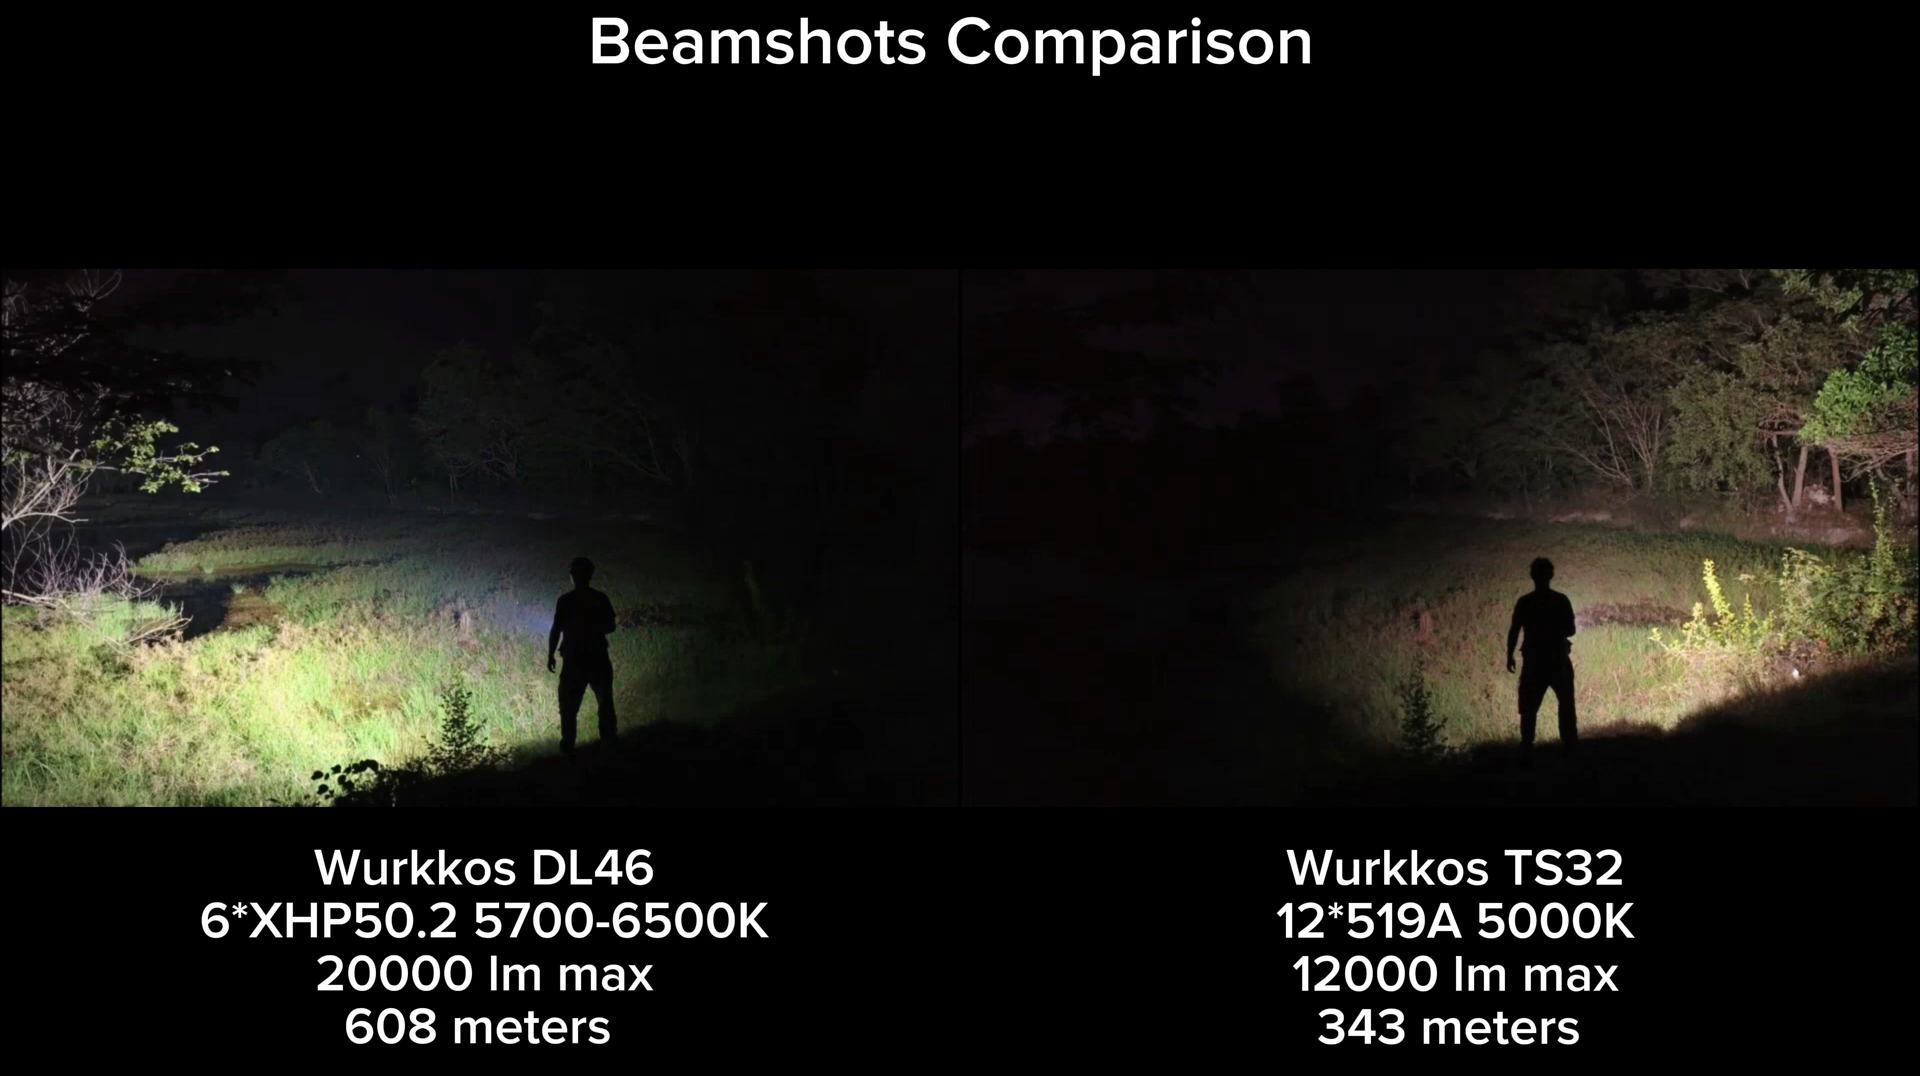 Beamshots Comparison
Wurkkos DL46
6*XHP50.2 5700-6500K
20000 lm max
608 meters
Wurkkos TS32
12*519A 5000K
12000 lm max
343 meters